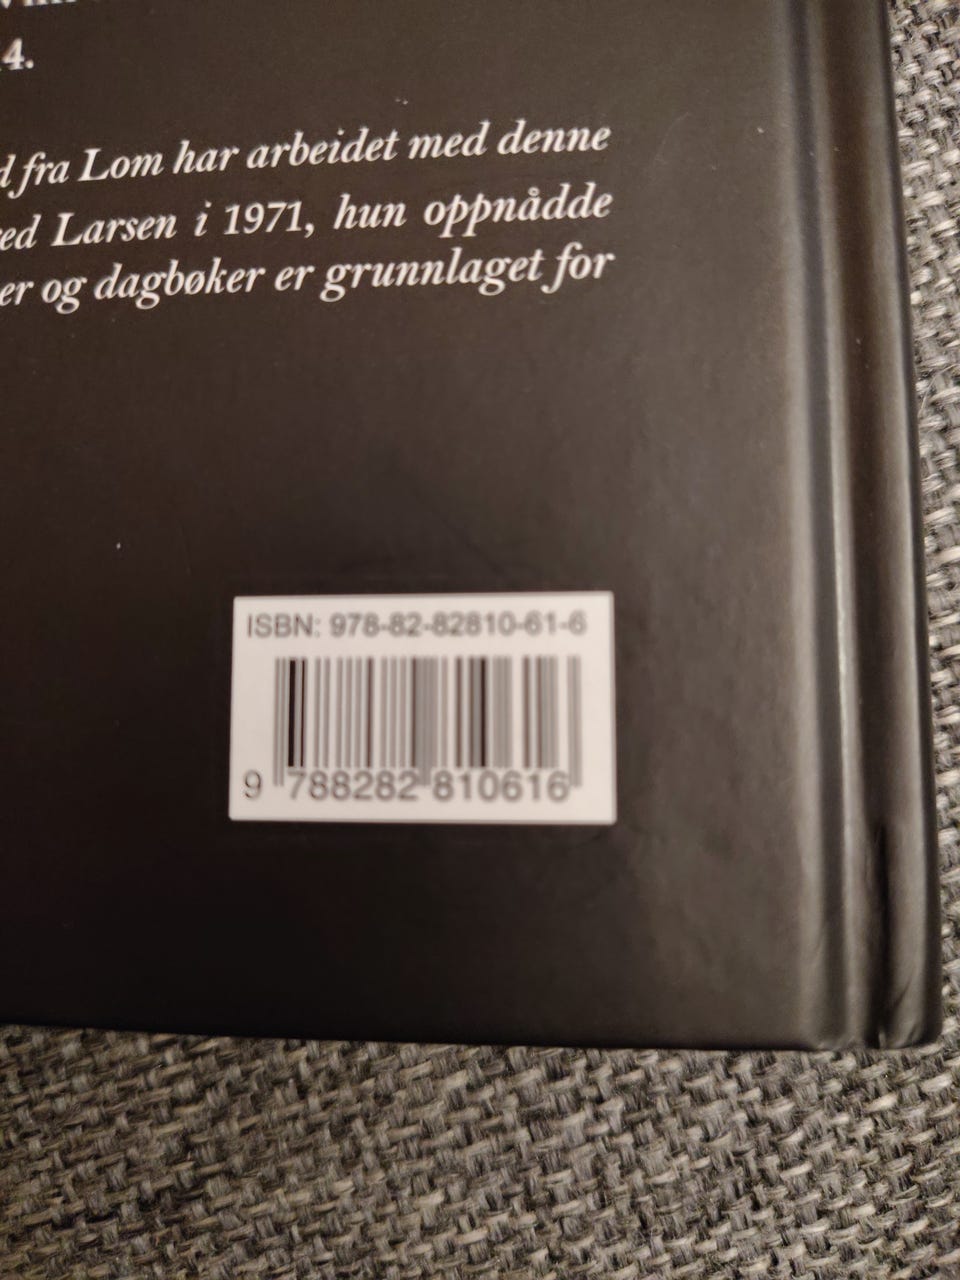 4.
fra Lom har arbeidet med denne
Larsen i 1971, hun oppnådde
og dagbøker er grunnlaget for
ISBN: 978-82-82810-61-6
9 788282 810616